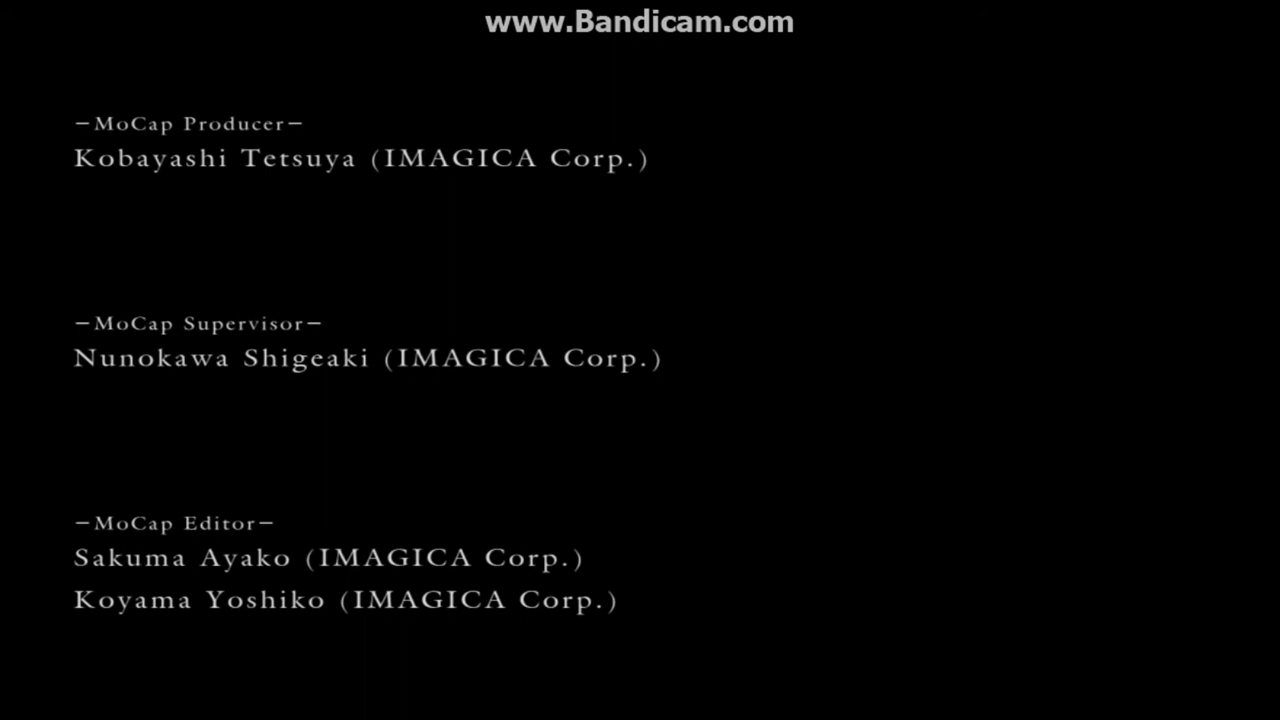 www.Bandicam.com
−MoCap Producer−
Kobayashi Tetsuya (IMAGICA Corp.)
−MoCap Supervisor−
Nunokawa Shigeaki (IMAGICA Corp.)
−MoCap Editor−
Sakuma Ayako (IMAGICA Corp.)
Koyama Yoshiko (IMAGICA Corp.)